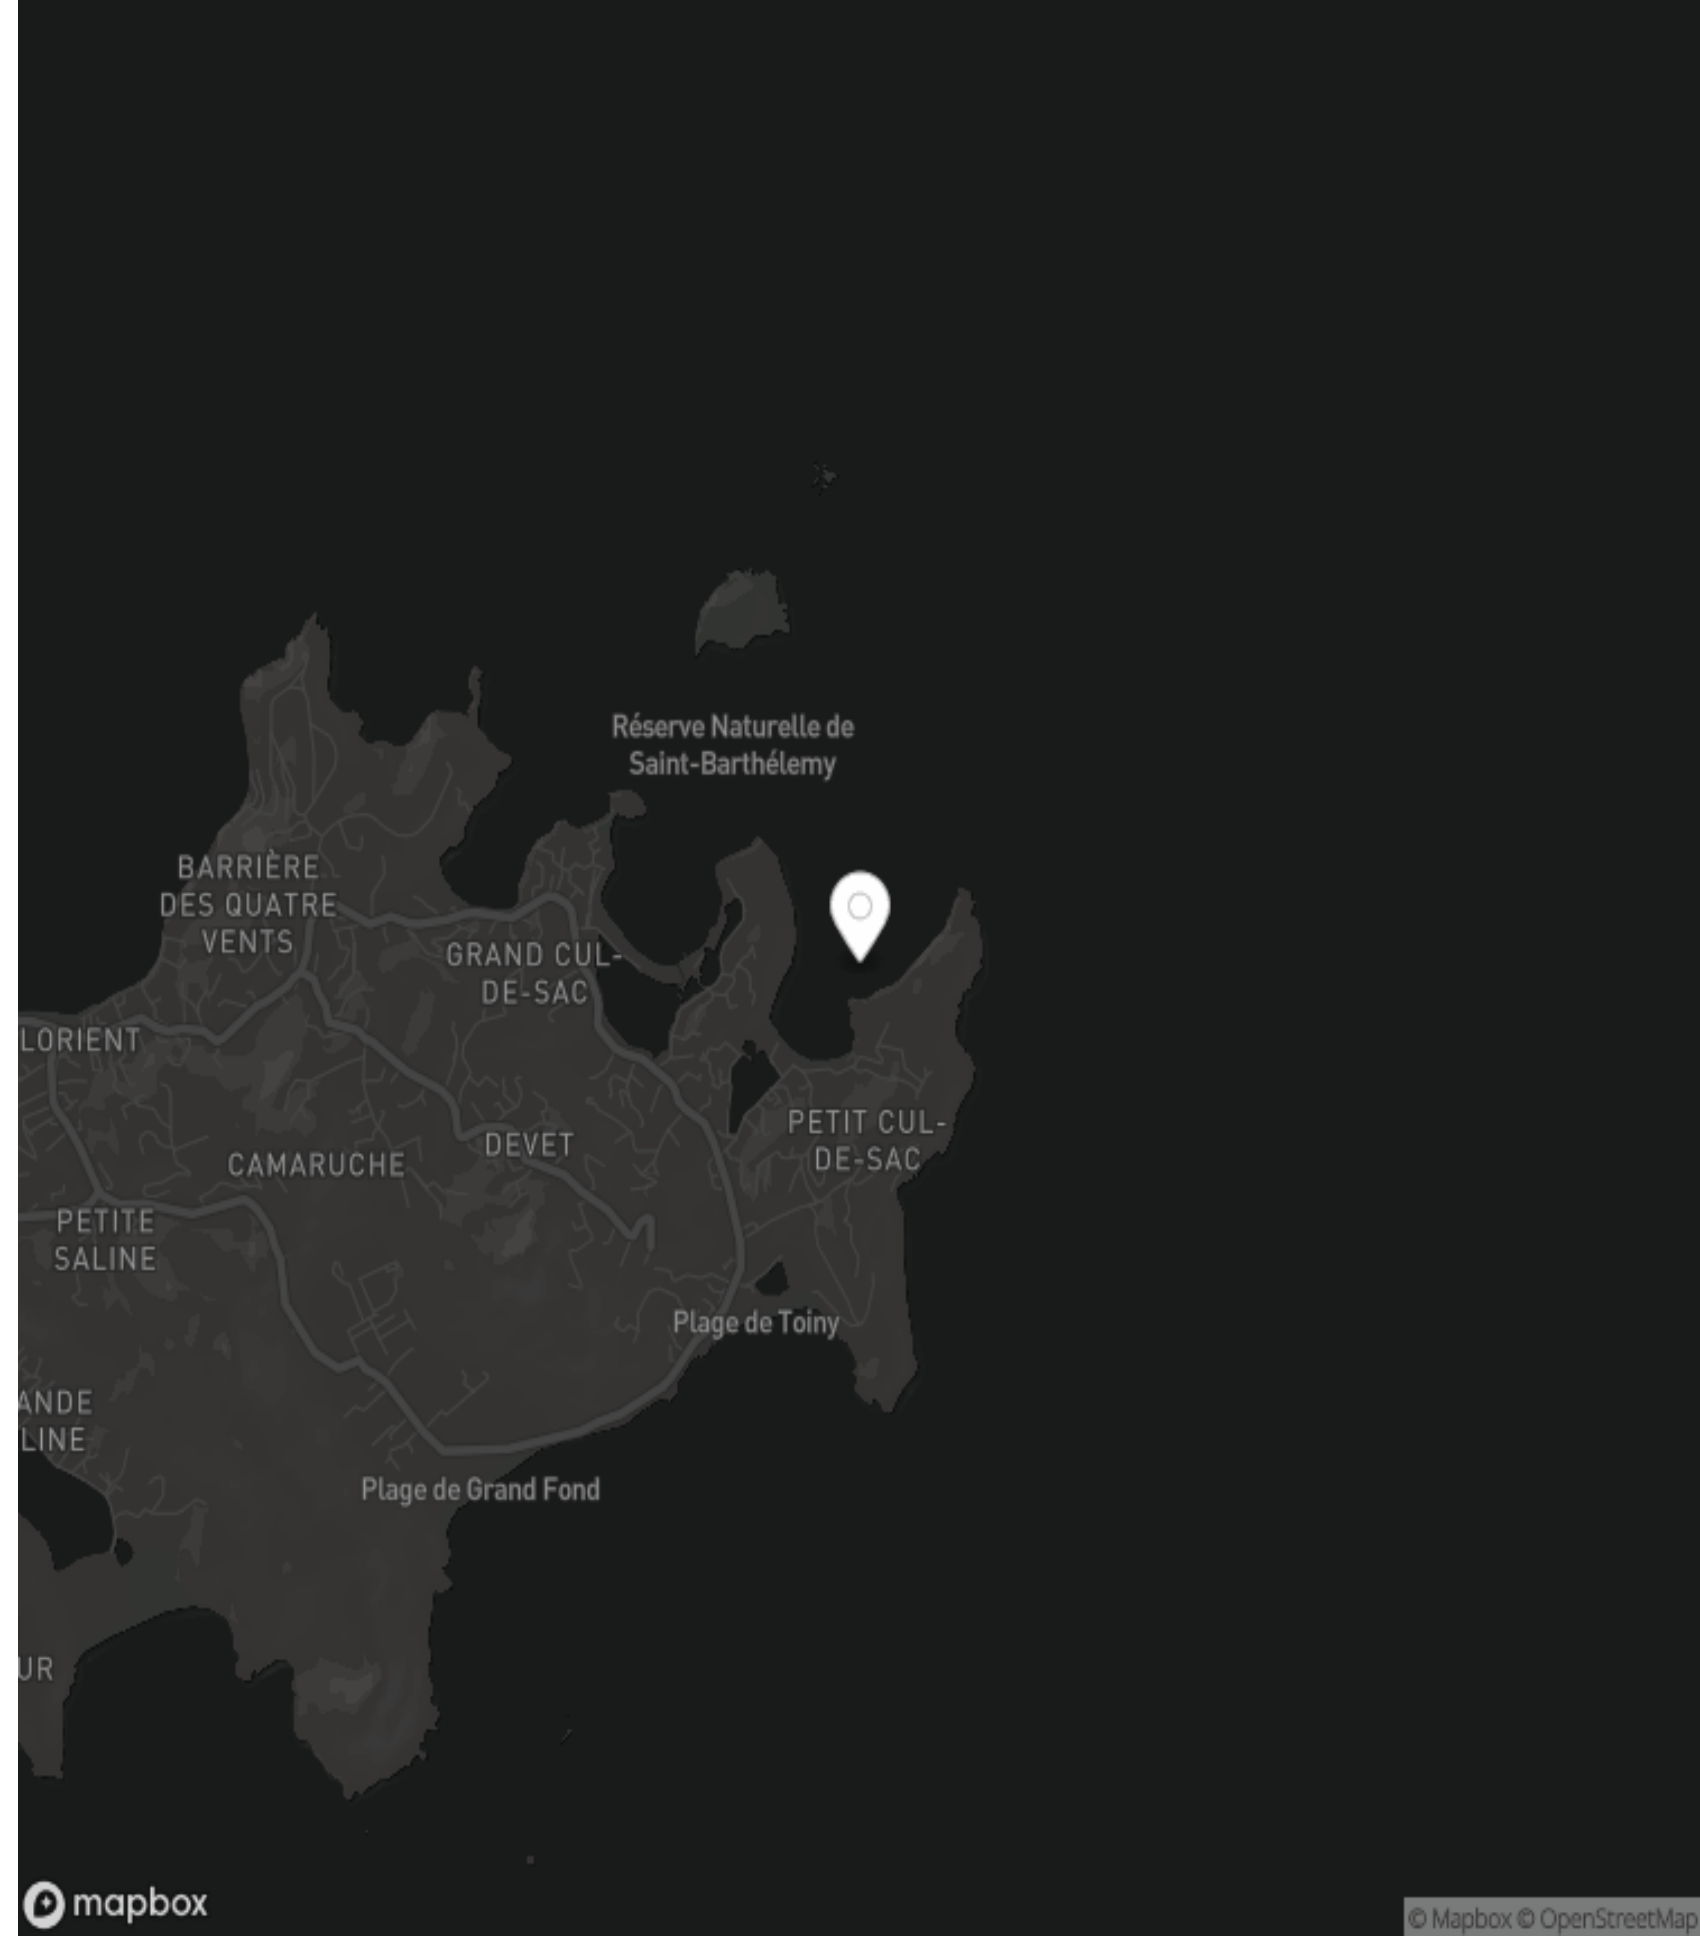 Réserve Naturelle de
Saint-Barthélemy
BARRIÈRE
DES QUATRE
VENTS
GRAND CUL-
DE-SAC
LORIENT
PETIT CUL-
DE-SAC
DEVET
CAMARUCHE
PETITE
SALINE
Plage de Toiny
ANDE
LINE
Plage de Grand Fond
UR
mapbox
© Mapbox © OpenStreetMap